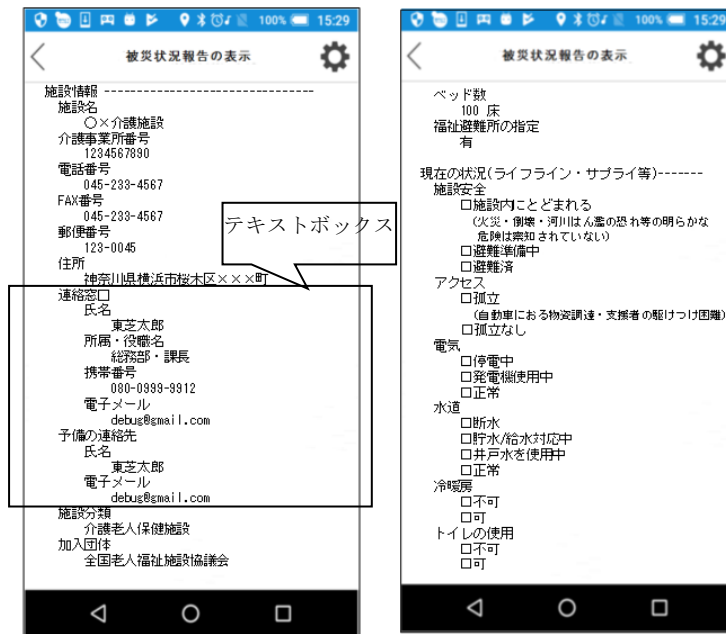 100% 15:29
被災状況報告の表示
施設情報 --------------------------------
施設名
○×介護施設
介護事業所番号
1234567890
電話番号
045-233-4567
FAX番号
045-233-4567
郵便番号
123-0045
住所
神奈川県横浜市桜木区×××町
連絡窓口
氏名
東芝太郎
所属・役職名
総務部・課長
携帯番号
080-0999-9912
電子メール
debug@gmail.com
予備の連絡先
氏名
東芝太郎
電子メール
debug@gmail.com
施設分類
介護老人保健施設
加入団体
全国老人福祉施設協議会
テキストボックス
100% 15:29
被災状況報告の表示
ベッド数
100 床
福祉避難所の指定
有
現在の状況(ライフライン・サプライ等)-------
施設安全
□施設内にとどまれる
(火災・倒壊・河川はん濫の恐れ等の明らかな
危険は察知されていない)
□避難準備中
□避難済
アクセス
□孤立
(自動車における物資調達・支援者の駆けつけ困難)
□孤立なし
電気
□停電中
□発電機使用中
□正常
水道
□断水
□貯水/給水対応中
□井戸水を使用中
□正常
冷暖房
□不可
□可
トイレの使用
□不可
□可